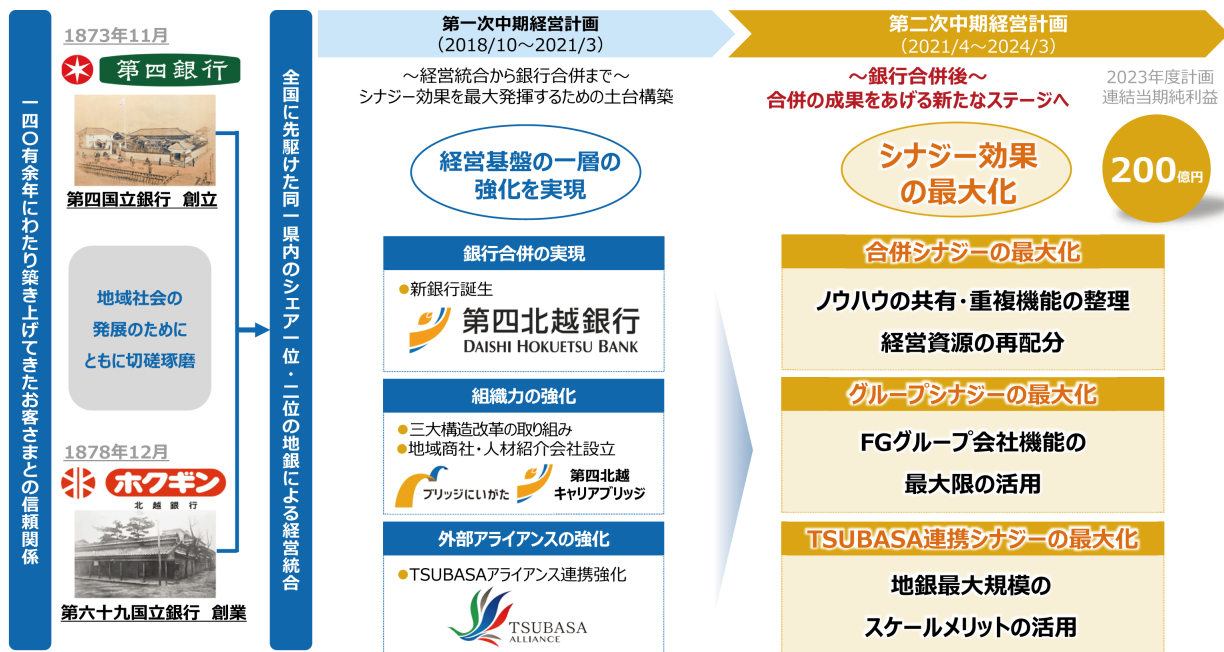 一四〇有余年にわたり築き上げてきたお客さまとの信頼関係
1873年11月
第四銀行
第四国立銀行 創立
地域社会の
発展のために
ともに切磋琢磨
1878年12月
ホクギン
北越銀行
第六十九国立銀行 創業
全国に先駆けた同一県内のシェア一位・二位の地銀による経営統合
第一次中期経営計画
（2018/10～2021/3）
～経営統合から銀行合併まで～
シナジー効果を最大発揮するための土台構築
経営基盤の一層の
強化を実現
銀行合併の実現
●新銀行誕生
第四北越銀行
DAISHI HOKUETSU BANK
組織力の強化
●三大構造改革の取り組み
●地域商社・人材紹介会社設立
ブリッジにいがた
第四北越
キャリアブリッジ
外部アライアンスの強化
●TSUBASAアライアンス連携強化
TSUBASA
ALLIANCE
第二次中期経営計画
（2021/4～2024/3）
～銀行合併後～
合併の成果をあげる新たなステージへ
2023年度計画
連結当期純利益
シナジー効果
の最大化
200億円
合併シナジーの最大化
ノウハウの共有・重複機能の整理
経営資源の再配分
グループシナジーの最大化
FGグループ会社機能の
最大限の活用
TSUBASA連携シナジーの最大化
地銀最大規模の
スケールメリットの活用